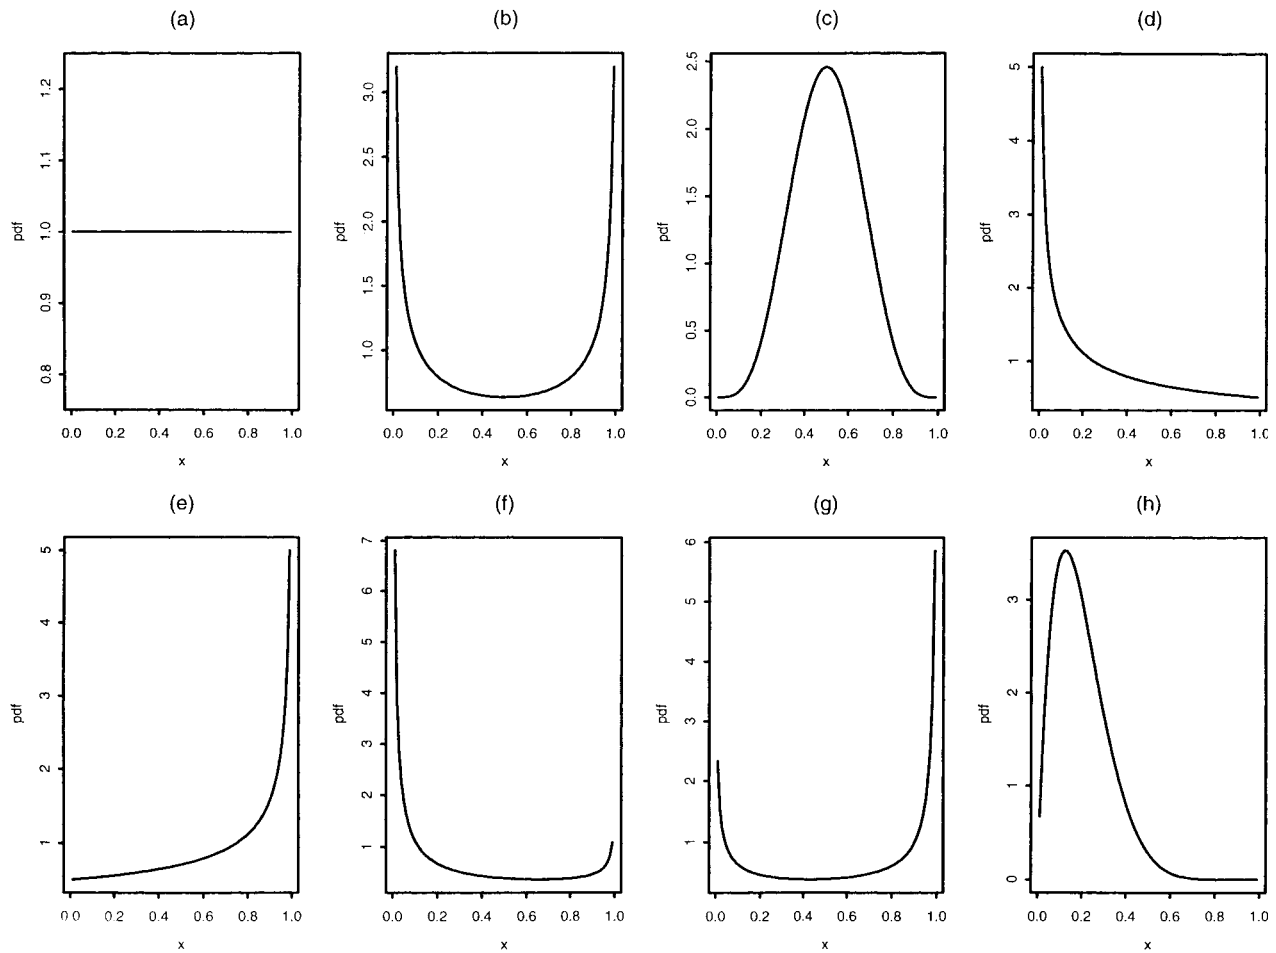 (a)
pdf
0.8 0.9 1.0 1.1 1.2
0.0 0.2 0.4 0.6 0.8 1.0
x
(b)
pdf
1.0 1.5 2.0 2.5 3.0
0.0 0.2 0.4 0.6 0.8 1.0
x
(c)
pdf
0.0 0.5 1.0 1.5 2.0 2.5
0.0 0.2 0.4 0.6 0.8 1.0
x
(d)
pdf
1 2 3 4 5
0.0 0.2 0.4 0.6 0.8 1.0
x
(e)
pdf
1 2 3 4 5
0.0 0.2 0.4 0.6 0.8 1.0
x
(f)
pdf
1 2 3 4 5 6 7
0.0 0.2 0.4 0.6 0.8 1.0
x
(g)
pdf
1 2 3 4 5 6
0.0 0.2 0.4 0.6 0.8 1.0
x
(h)
pdf
0 1 2 3
0.0 0.2 0.4 0.6 0.8 1.0
x